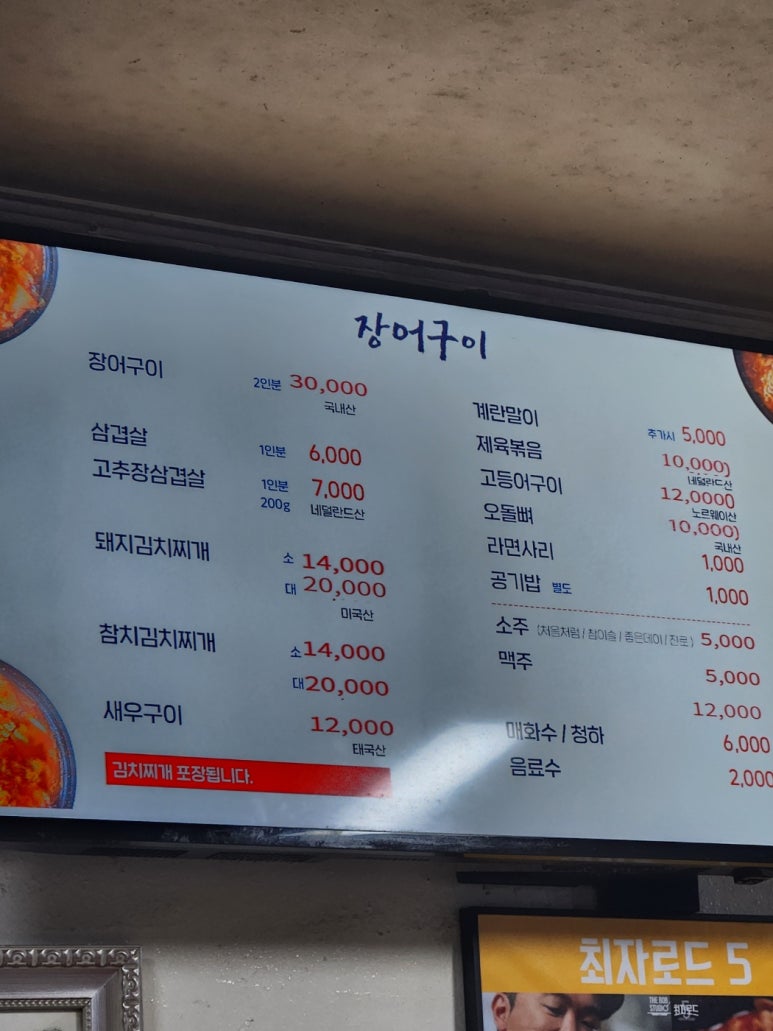 장어구이
장어구이 2인분 30,000
국내산
삼겹살 1인분 6,000
고추장삼겹살 1인분 7,000
200g 네덜란드산
돼지김치찌개 소 14,000
대 20,000
미국산
참치김치찌개 소 14,000
대 20,000
새우구이 12,000
태국산
김치찌개 포장됩니다.
계란말이 추가시 5,000
제육볶음 10,000)
네덜란드산
고등어구이 12,0000
노르웨이산
오돌뼈 10,000)
국내산
라면사리 1,000
공기밥 별도 1,000
소주 (처음처럼 / 참이슬 / 좋은데이 / 진로) 5,000
맥주 5,000
12,000
매화수 / 청하 6,000
음료수 2,000
최자로드 5
THE BOB
STUDIO
최자로드